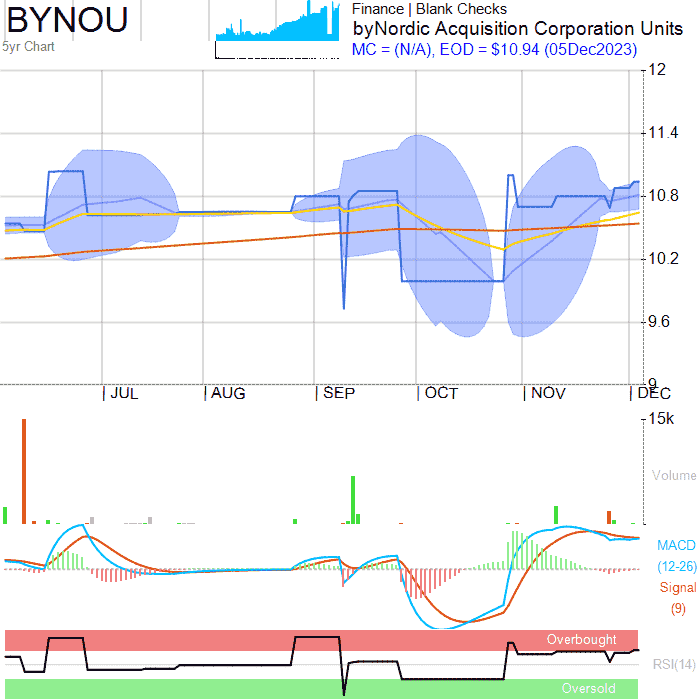 BYNOU
5yr Chart
Finance | Blank Checks
byNordic Acquisition Corporation Units
MC = (N/A), EOD = $10.94 (05Dec2023)
12
11.4
10.8
10.2
9.6
9
JUL
AUG
SEP
OCT
NOV
DEC
15k
Volume
MACD
(12-26)
Signal
(9)
Overbought
RSI(14)
Oversold